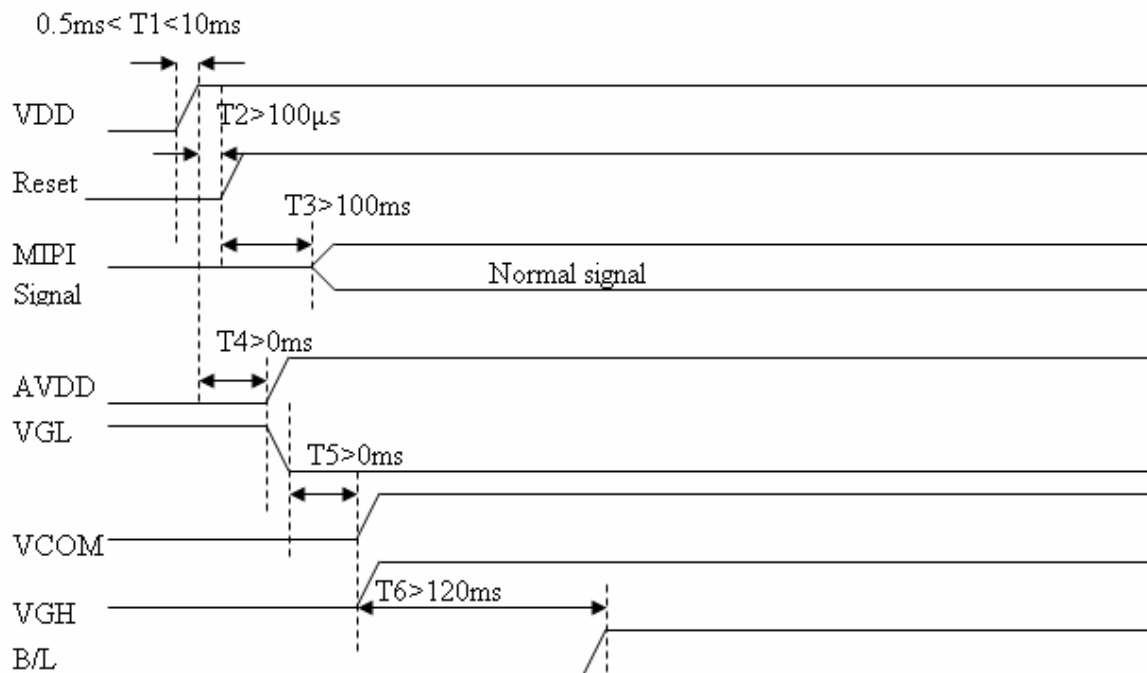 0.5ms< T1<10ms
VDD
T2>100μs
Reset
T3>100ms
MIPI
Signal
Normal signal
T4>0ms
AVDD
VGL
T5>0ms
VCOM
T6>120ms
VGH
B/L